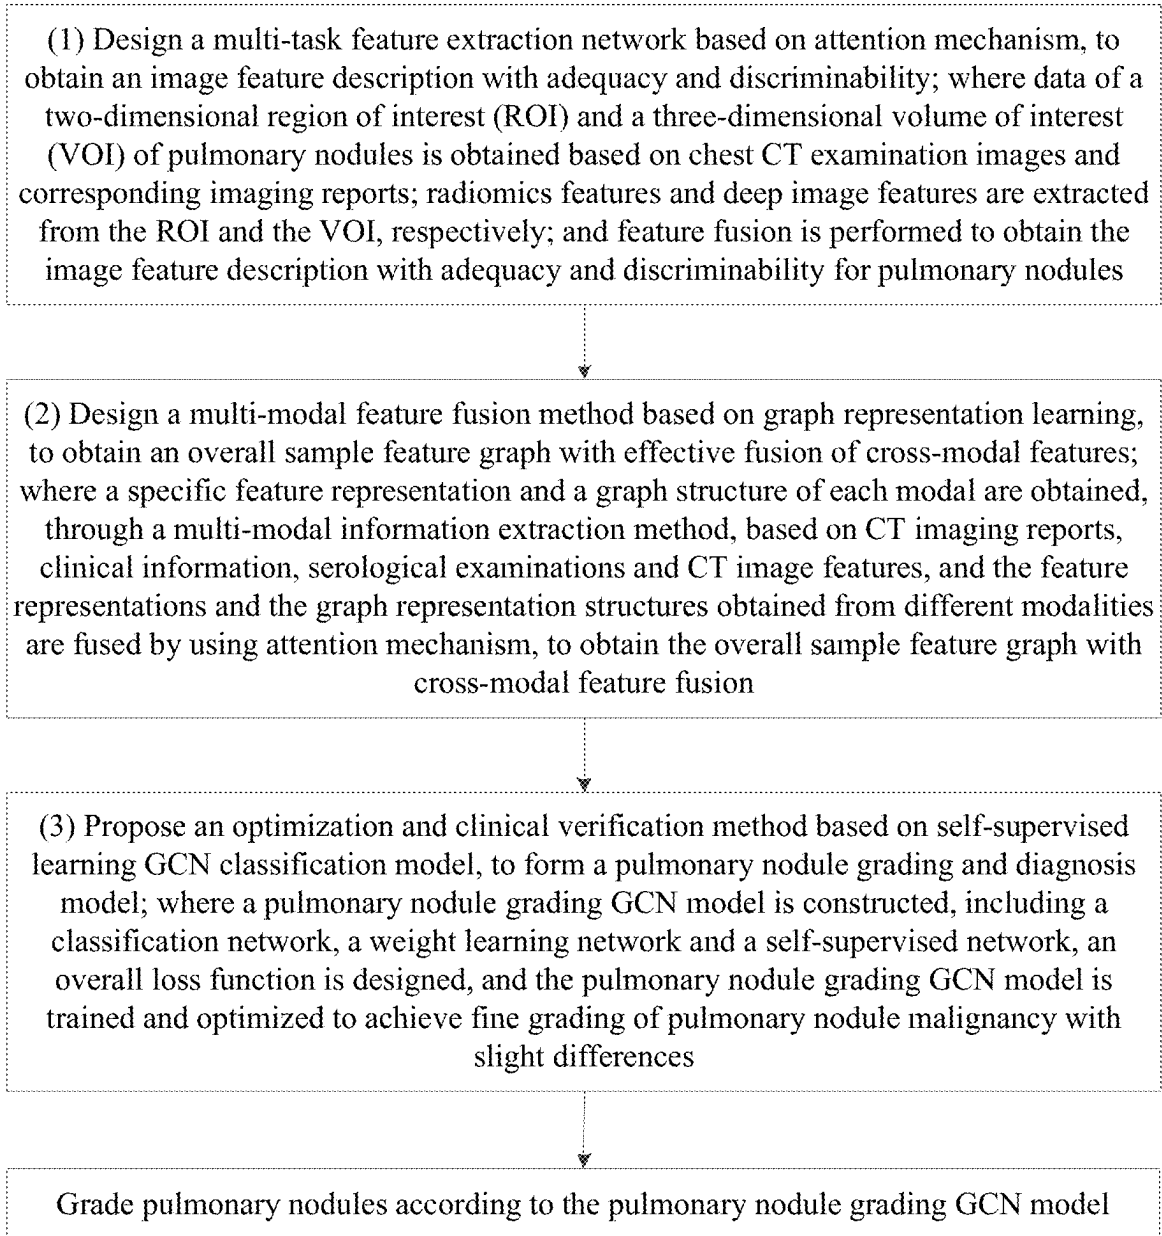 (1) Design a multi-task feature extraction network based on attention mechanism, to
obtain an image feature description with adequacy and discriminability; where data of a
two-dimensional region of interest (ROI) and a three-dimensional volume of interest
(VOI) of pulmonary nodules is obtained based on chest CT examination images and
corresponding imaging reports; radiomics features and deep image features are extracted
from the ROI and the VOI, respectively; and feature fusion is performed to obtain the
image feature description with adequacy and discriminability for pulmonary nodules
(2) Design a multi-modal feature fusion method based on graph representation learning,
to obtain an overall sample feature graph with effective fusion of cross-modal features;
where a specific feature representation and a graph structure of each modal are obtained,
through a multi-modal information extraction method, based on CT imaging reports,
clinical information, serological examinations and CT image features, and the feature
representations and the graph representation structures obtained from different modalities
are fused by using attention mechanism, to obtain the overall sample feature graph with
cross-modal feature fusion
(3) Propose an optimization and clinical verification method based on self-supervised
learning GCN classification model, to form a pulmonary nodule grading and diagnosis
model; where a pulmonary nodule grading GCN model is constructed, including a
classification network, a weight learning network and a self-supervised network, an
overall loss function is designed, and the pulmonary nodule grading GCN model is
trained and optimized to achieve fine grading of pulmonary nodule malignancy with
slight differences
Grade pulmonary nodules according to the pulmonary nodule grading GCN model